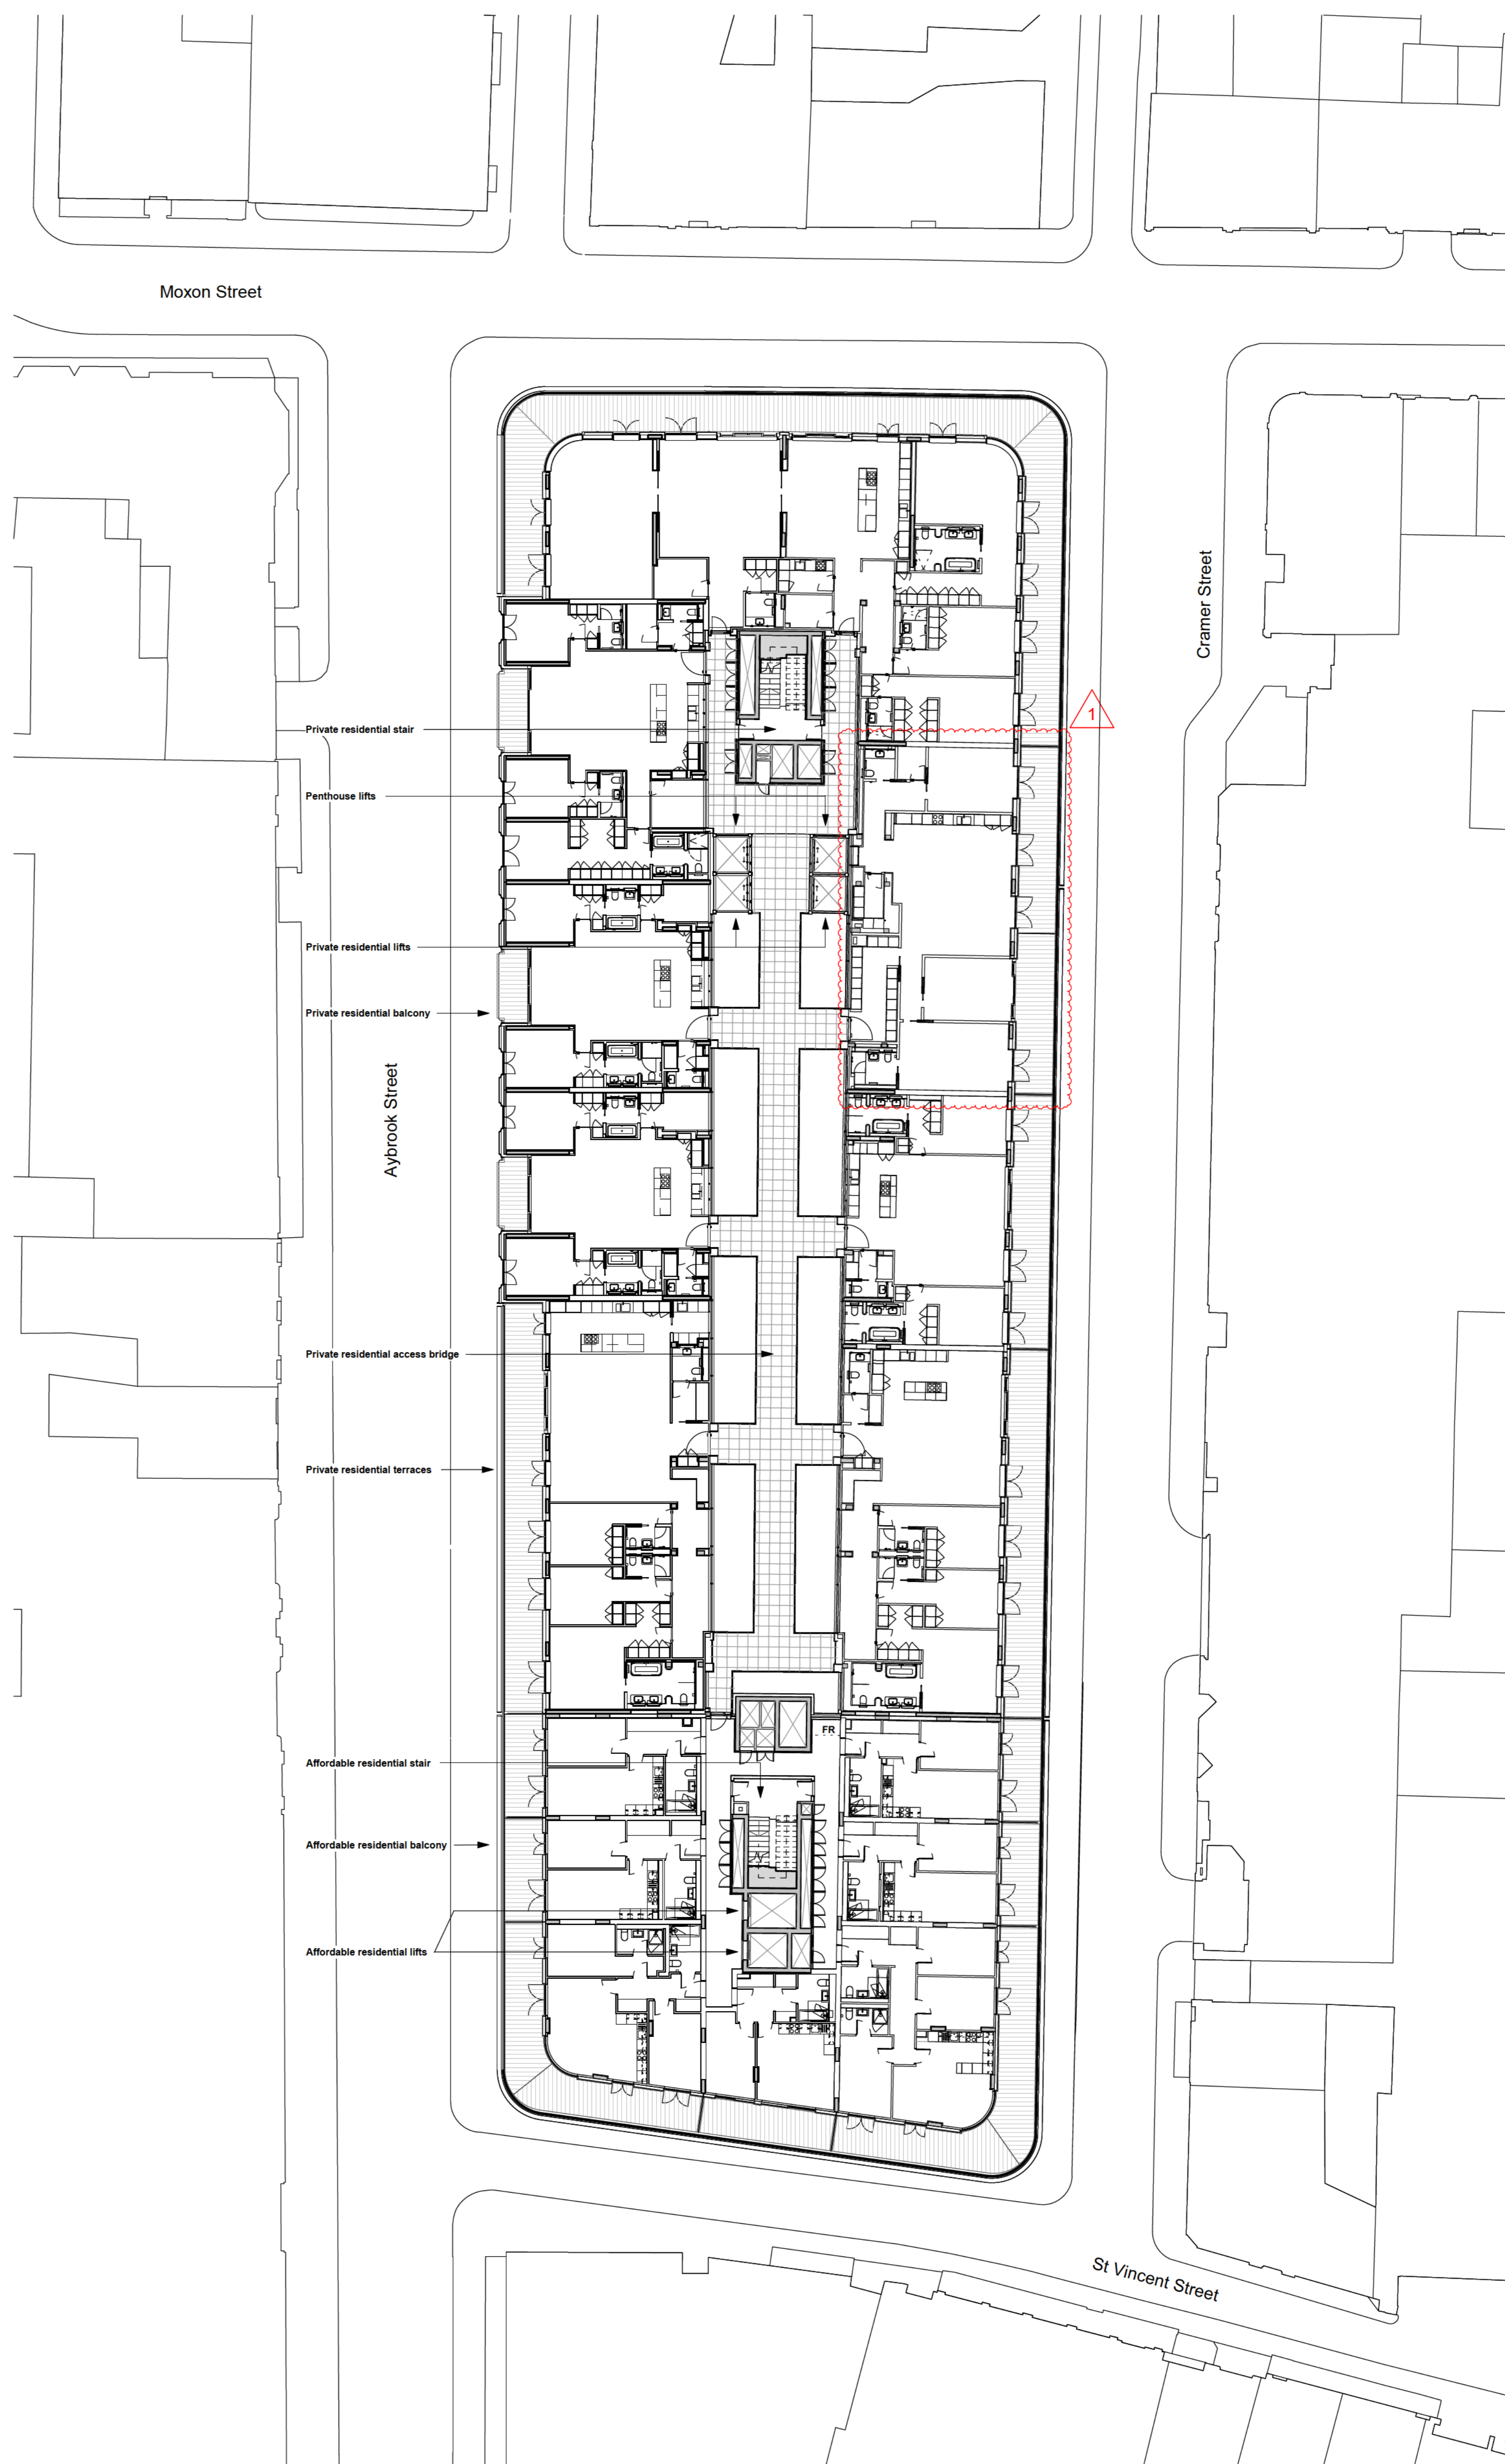 Moxon Street
Cramer Street
1
Private residential stair
Penthouse lifts
Private residential lifts
Private residential balcony
Aybrook Street
Private residential access bridge
Private residential terraces
FR
Affordable residential stair
Affordable residential balcony
Affordable residential lifts
St Vincent Street